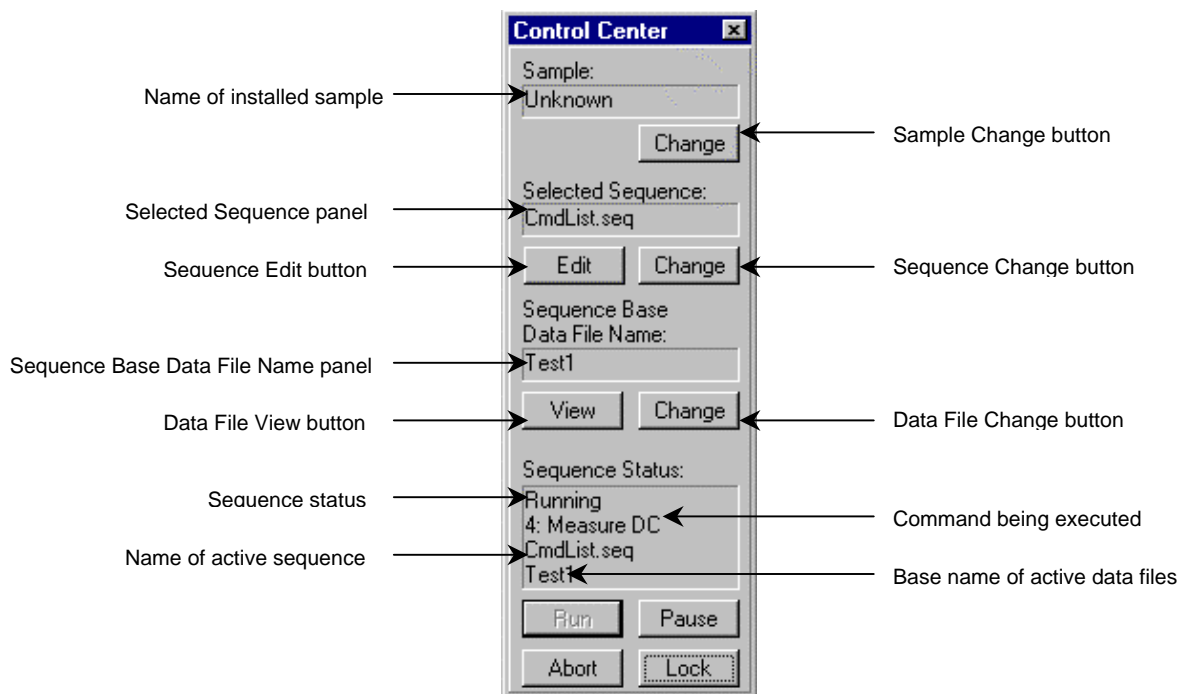 Control Center
Sample:
Name of installed sample
Unknown
Change
Sample Change button
Selected Sequence:
Selected Sequence panel
CmdList.seq
Sequence Edit button
Edit
Change
Sequence Change button
Sequence Base
Data File Name:
Sequence Base Data File Name panel
Test1
Data File View button
View
Change
Data File Change button
Sequence Status:
Sequence status
Running
4: Measure DC
Command being executed
Name of active sequence
CmdList.seq
Test1
Base name of active data files
Run
Pause
Abort
Lock